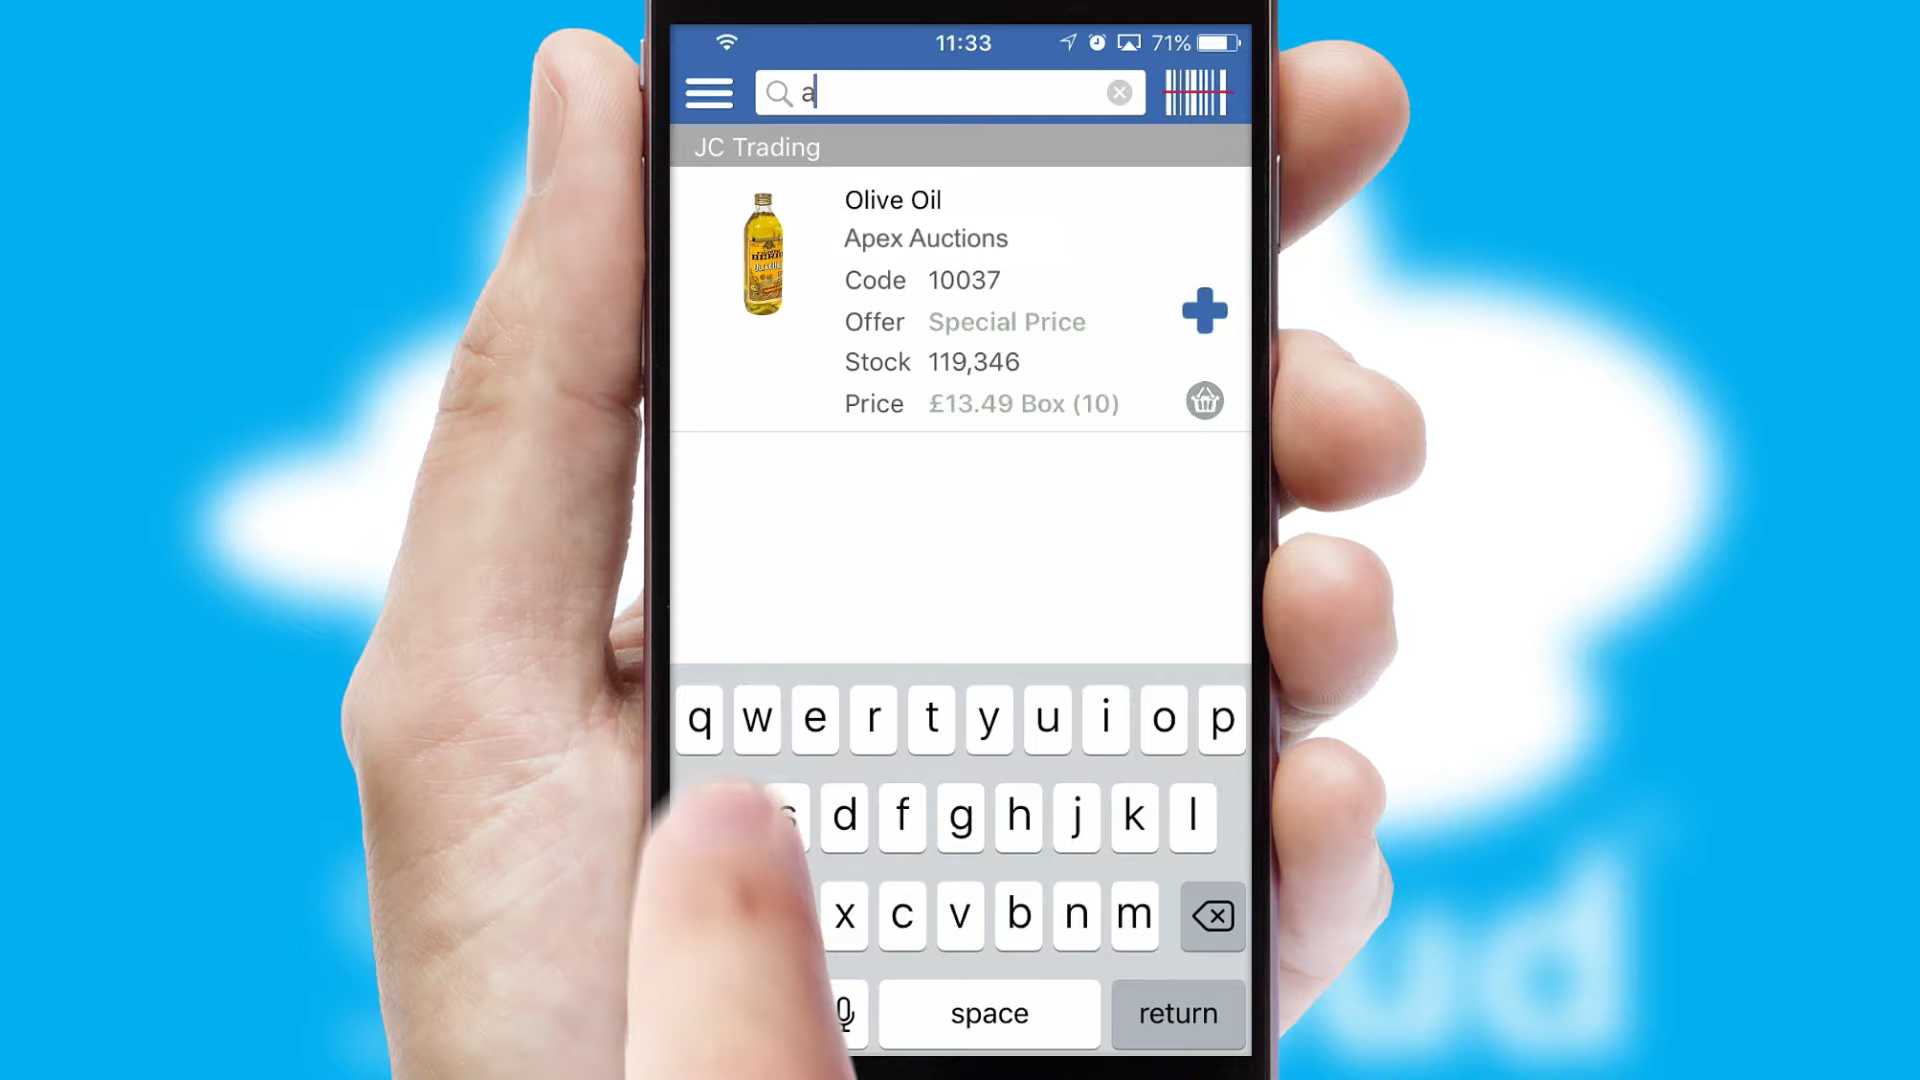 11:33
71%
a
JC Trading
Olive Oil
Apex Auctions
Code 10037
Offer Special Price
Stock 119,346
Price £13.49 Box (10)
q w e r t y u i o p
s d f g h j k l
x c v b n m
space return
ud